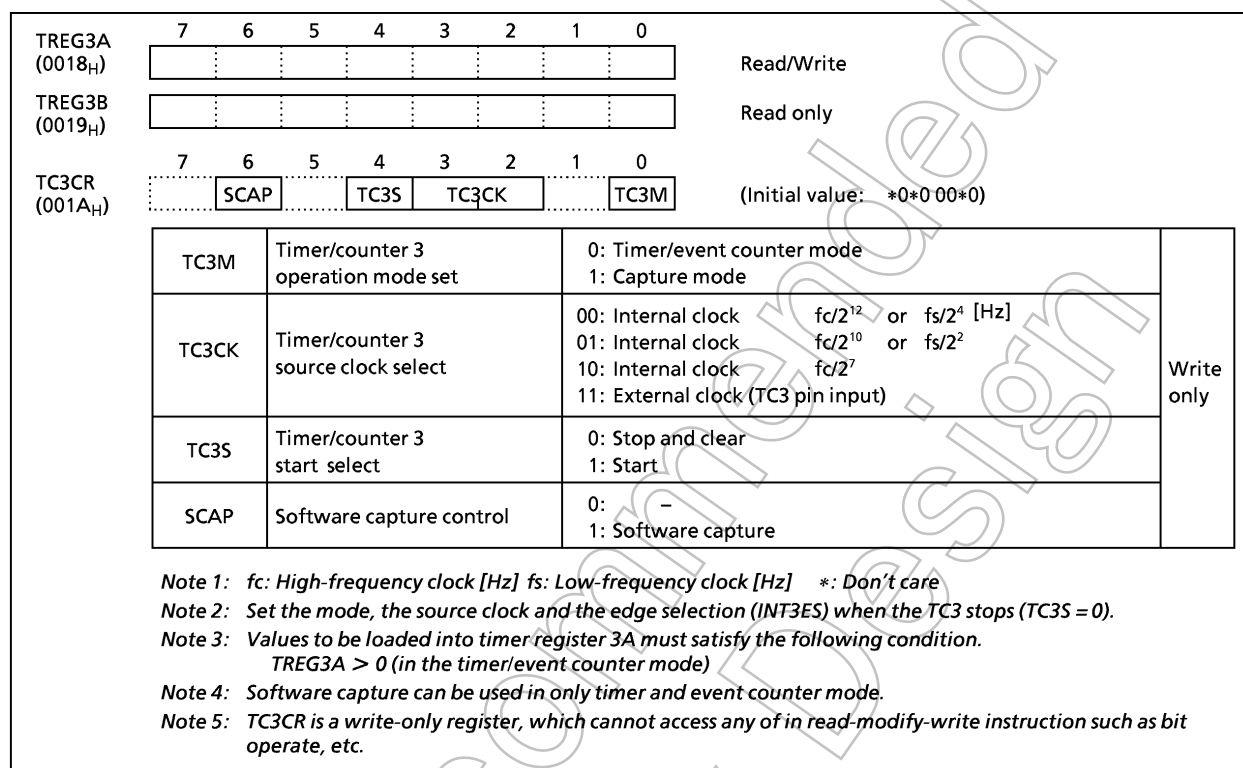 7 6 5 4 3 2 1 0
TREG3A
(0018H) Read/Write
TREG3B
(0019H) Read only
7 6 5 4 3 2 1 0
TC3CR
(001AH) SCAP TC3S TC3CK TC3M (Initial value: *0*0 00*0)
TC3M Timer/counter 3 0: Timer/event counter mode
operation mode set 1: Capture mode
TC3CK Timer/counter 3
source clock select
00: Internal clock fc/2¹² or fs/2⁴ [Hz]
01: Internal clock fc/2¹⁰ or fs/2²
10: Internal clock fc/2⁷
11: External clock (TC3 pin input)
TC3S Timer/counter 3 0: Stop and clear
start select 1: Start
SCAP Software capture control 0: –
1: Software capture
Write
only
Note 1: fc: High-frequency clock [Hz] fs: Low-frequency clock [Hz] *: Don't care
Note 2: Set the mode, the source clock and the edge selection (INT3ES) when the TC3 stops (TC3S = 0).
Note 3: Values to be loaded into timer register 3A must satisfy the following condition.
TREG3A > 0 (in the timer/event counter mode)
Note 4: Software capture can be used in only timer and event counter mode.
Note 5: TC3CR is a write-only register, which cannot access any of in read-modify-write instruction such as bit
operate, etc.
ommended
Design